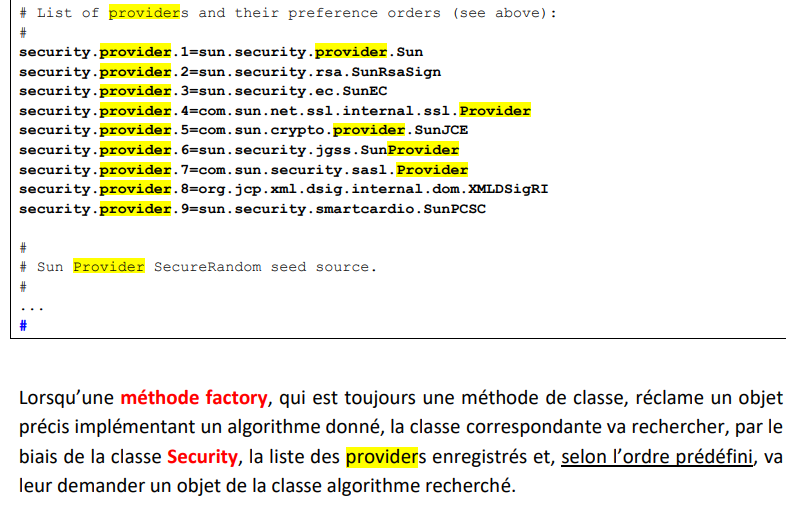 # List of providers and their preference orders (see above):
#
security.provider.1=sun.security.provider.Sun
security.provider.2=sun.security.rsa.SunRsaSign
security.provider.3=sun.security.ec.SunEC
security.provider.4=com.sun.net.ssl.internal.ssl.Provider
security.provider.5=com.sun.crypto.provider.SunJCE
security.provider.6=sun.security.jgss.SunProvider
security.provider.7=com.sun.security.sasl.Provider
security.provider.8=org.jcp.xml.dsig.internal.dom.XMLDSigRI
security.provider.9=sun.security.smartcardio.SunPCSC
#
# Sun Provider SecureRandom seed source.
#
...
#
Lorsqu’une méthode factory, qui est toujours une méthode de classe, réclame un objet
précis implémentant un algorithme donné, la classe correspondante va rechercher, par le
biais de la classe Security, la liste des providers enregistrés et, selon l’ordre prédéfini, va
leur demander un objet de la classe algorithme recherché.